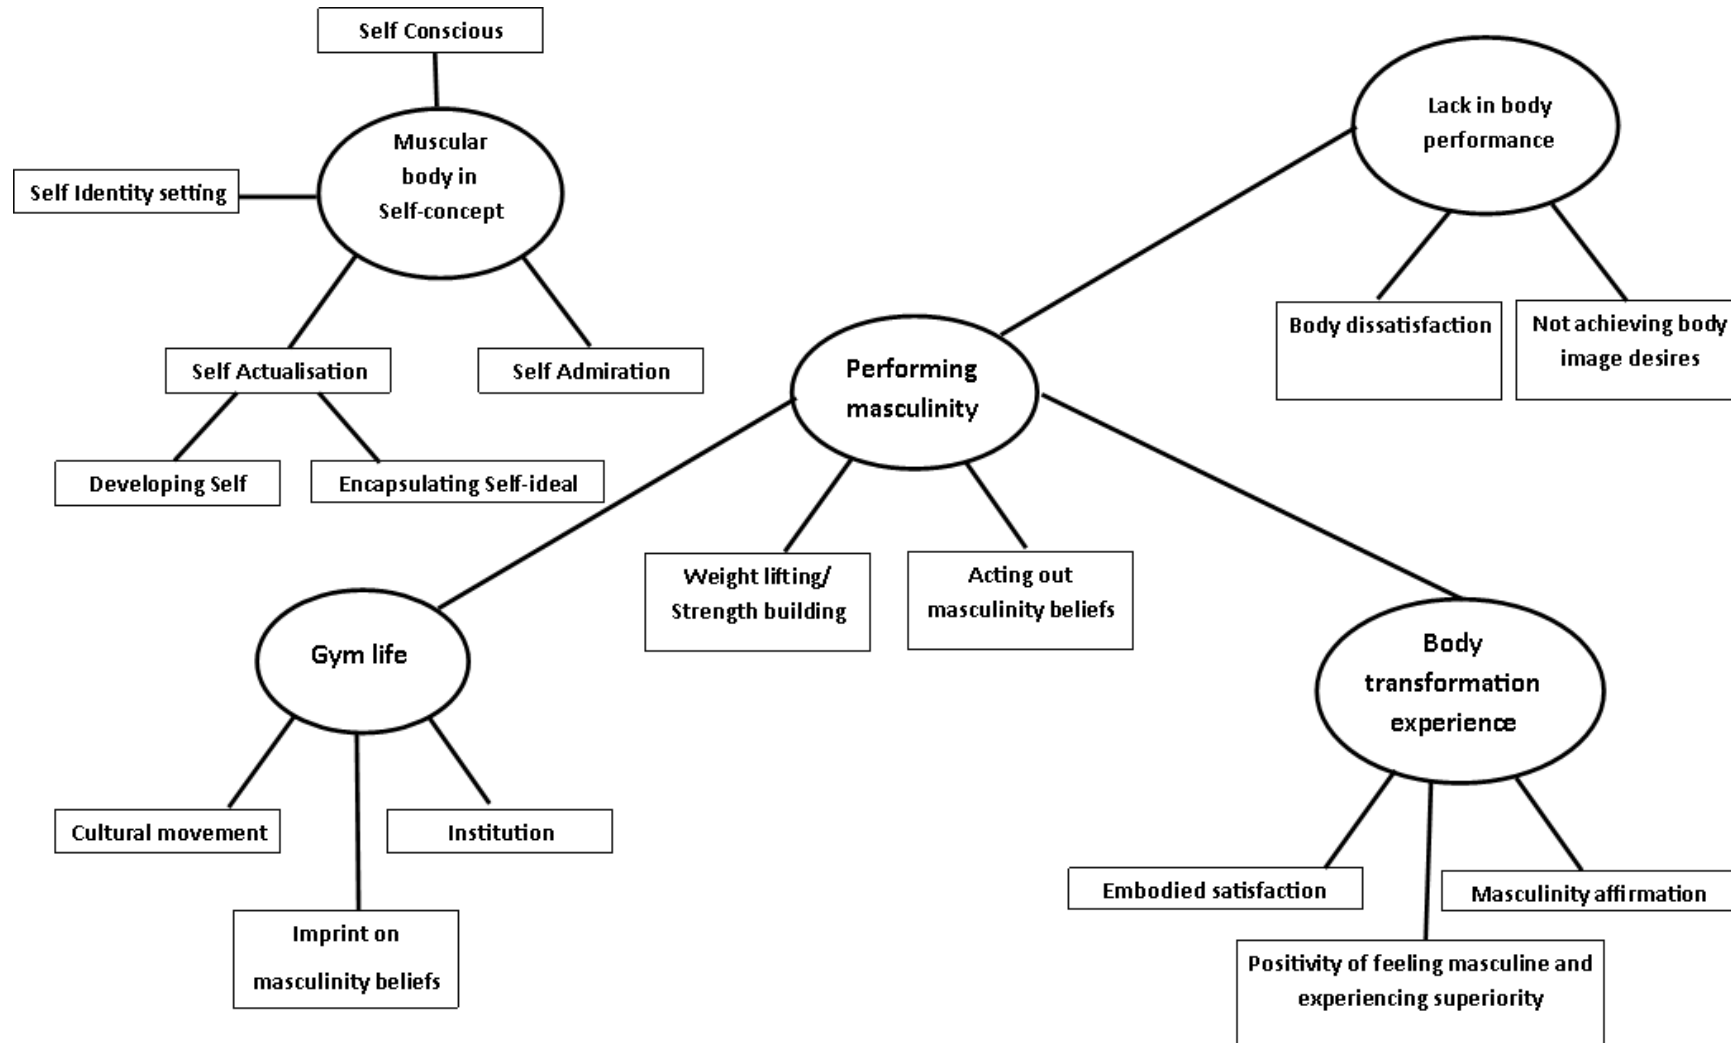 Self Conscious
Muscular
body in
Self-concept
Self Identity setting
Self Actualisation
Self Admiration
Developing Self
Encapsulating Self-ideal
Lack in body
performance
Body dissatisfaction
Not achieving body
image desires
Performing
masculinity
Weight lifting/
Strength building
Acting out
masculinity beliefs
Gym life
Cultural movement
Institution
Imprint on
masculinity beliefs
Body
transformation
experience
Embodied satisfaction
Masculinity affirmation
Positivity of feeling masculine and
experiencing superiority